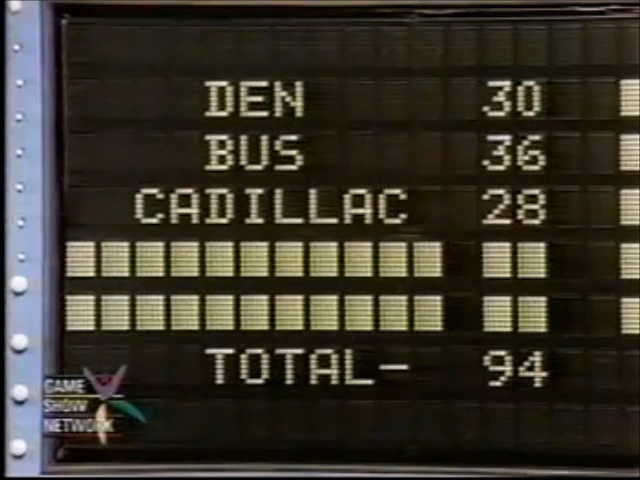 DEN 30
BUS 36
CADILLAC 28
TOTAL- 94
GAME
SHOW
NETWORK